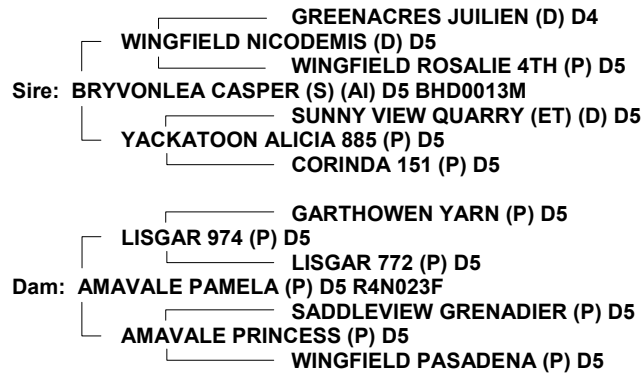 GREENACRES JUILIEN (D) D4
WINGFIELD NICODEMIS (D) D5
WINGFIELD ROSALIE 4TH (P) D5
Sire: BRYVONLEA CASPER (S) (AI) D5 BHD0013M
SUNNY VIEW QUARRY (ET) (D) D5
YACKATOON ALICIA 885 (P) D5
CORINDA 151 (P) D5
GARTHOWEN YARN (P) D5
LISGAR 974 (P) D5
LISGAR 772 (P) D5
Dam: AMAVALE PAMELA (P) D5 R4N023F
SADDLEVIEW GRENADIER (P) D5
AMAVALE PRINCESS (P) D5
WINGFIELD PASADENA (P) D5